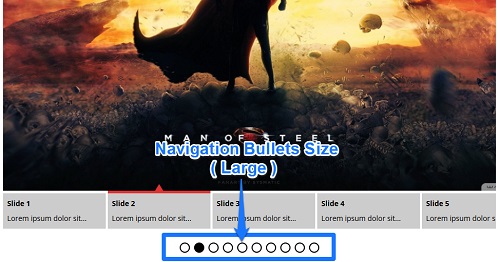 MAN OF STEEL
Navigation Bullets Size
( Large )
Slide 1
Lorem ipsum dolor sit...
Slide 2
Lorem ipsum dolor sit...
Slide 3
Lorem ipsum dolor sit...
Slide 4
Lorem ipsum dolor sit...
Slide 5
Lorem ipsum dolor s